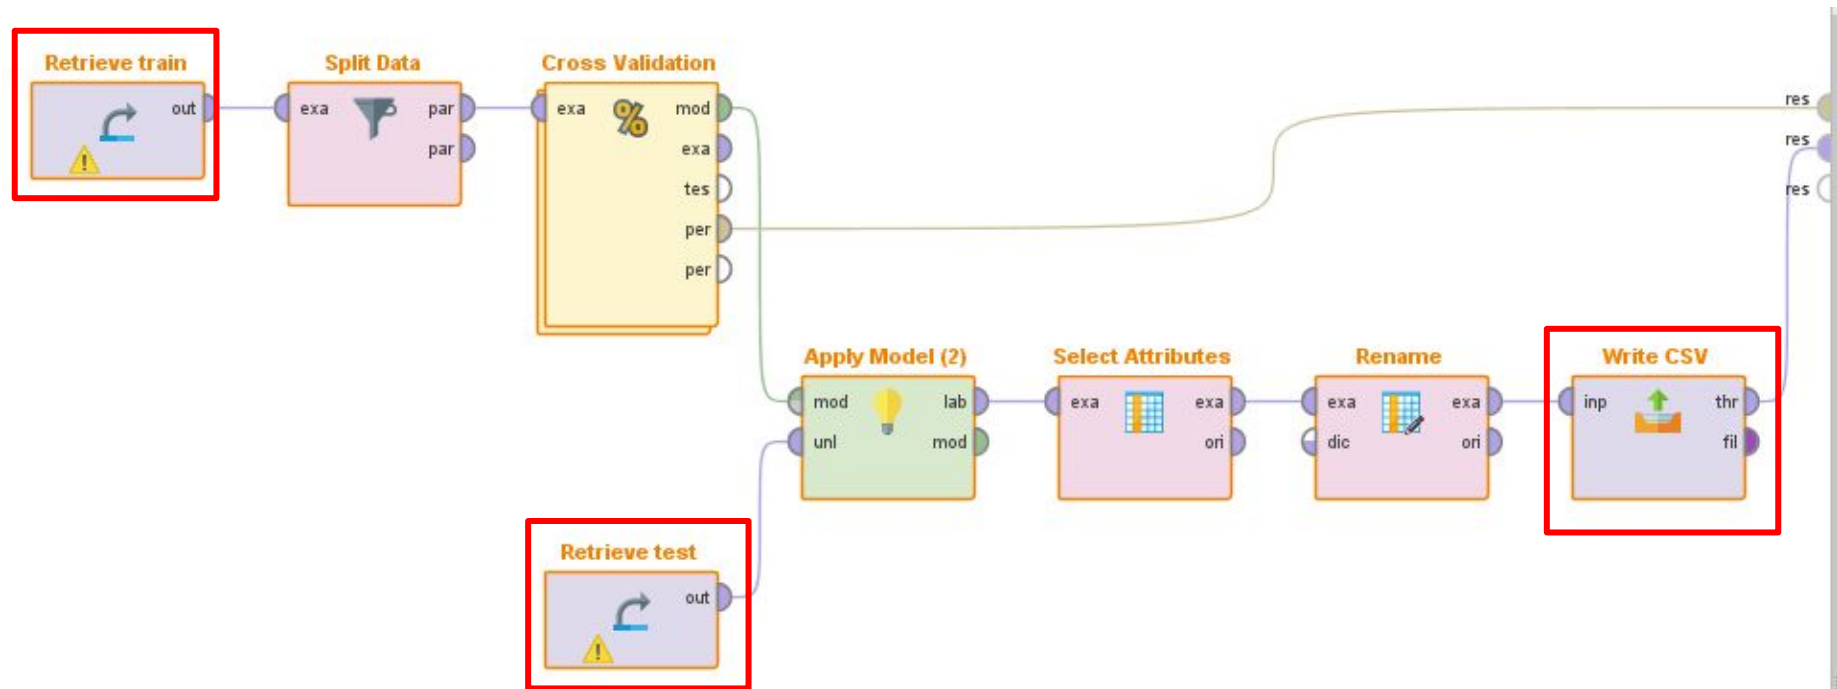 Retrieve train
out
Split Data
exa
par
par
Cross Validation
exa
mod
exa
tes
per
per
res
res
res
Apply Model (2)
mod
lab
unl
mod
Select Attributes
exa
exa
ori
Rename
exa
exa
dic
ori
Write CSV
inp
thr
fil
Retrieve test
out